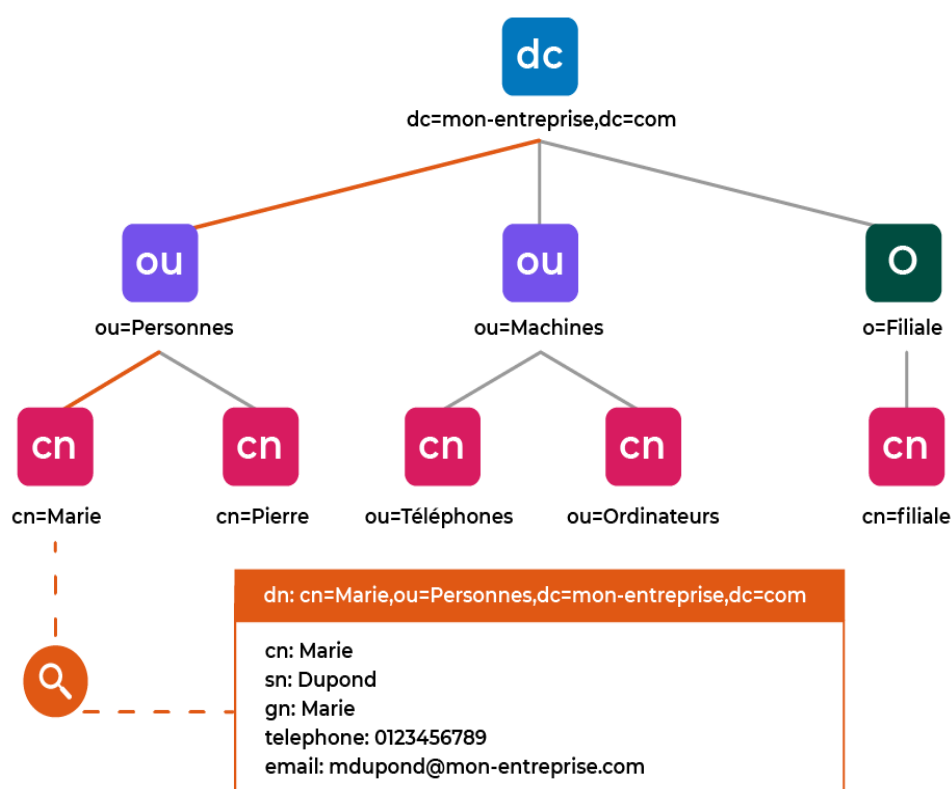 dc
dc=mon-entreprise,dc=com
ou
ou
O
ou=Personnes
ou=Machines
o=Filiale
cn
cn
cn
cn
cn
cn=Marie
cn=Pierre
ou=Téléphones
ou=Ordinateurs
cn=filiale
dn: cn=Marie,ou=Personnes,dc=mon-entreprise,dc=com
cn: Marie
sn: Dupond
gn: Marie
telephone: 0123456789
email: mdupond@mon-entreprise.com